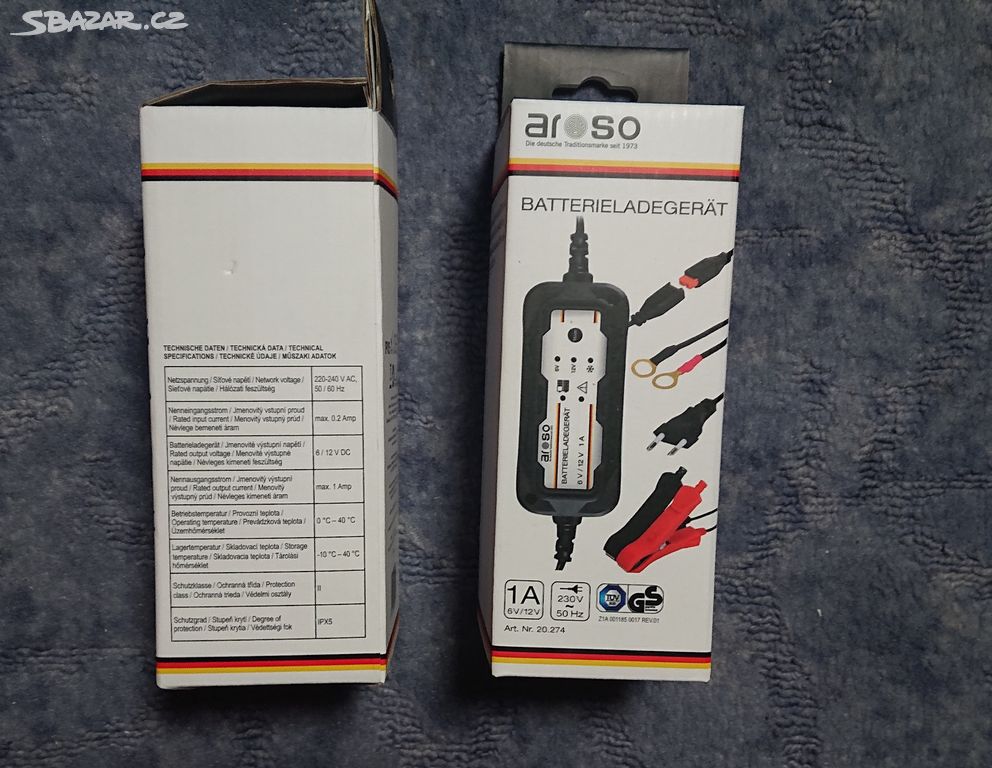 SBAZAR.CZ
TECHNISCHE DATEN / TECHNICKÁ DATA / TECHNICAL
SPECIFICATIONS / TECHNICKÉ ÚDAJE / MŰSZAKI ADATOK
Netzspannung / Síťové napětí / Network voltage /
Sieťové napätie / Hálózati feszültség
220-240 V AC,
50 / 60 Hz
Nenneingangsstrom / Jmenovitý vstupní proud
/ Rated input current / Menovitý vstupný prúd /
Névlege bemeneti áram
max. 0.2 Amp
Batterieladegerät / Jmenovité výstupní napětí /
Rated output voltage / Menovité výstupné
napätie / Névleges kimeneti feszültség
6 / 12 V DC
Nennausgangsstrom / Jmenovitý výstupní
proud / Rated output current / Menovitý
výstupný prúd / Névleges kimeneti áram
max. 1 Amp
Betriebstemperatur / Provozní teplota /
Operating temperature / Prevádzková teplota /
Üzemhőmérséklet
0 °C – 40 °C
Lagertemperatur / Skladovací teplota / Storage
temperature / Skladovacia teplota / Tárolási
hőmérséklet
-10 °C – 40 °C
Schutzklasse / Ochranná třída / Protection
class / Ochranná trieda / Védelmi osztály
II
Schutzgrad / Stupeň krytí / Degree of
protection / Stupeň krytia / Védettségi fok
IPX5
aroso
Die deutsche Traditionsmarke seit 1973
BATTERIELADEGERÄT
6V
12V
aroso
BATTERIELADEGERÄT
6 V / 12 V 1 A
1A
6V/12V
230V
~
50 Hz
TÜV
GS
Z1A 001185 0017 REV.01
Art. Nr. 20.274